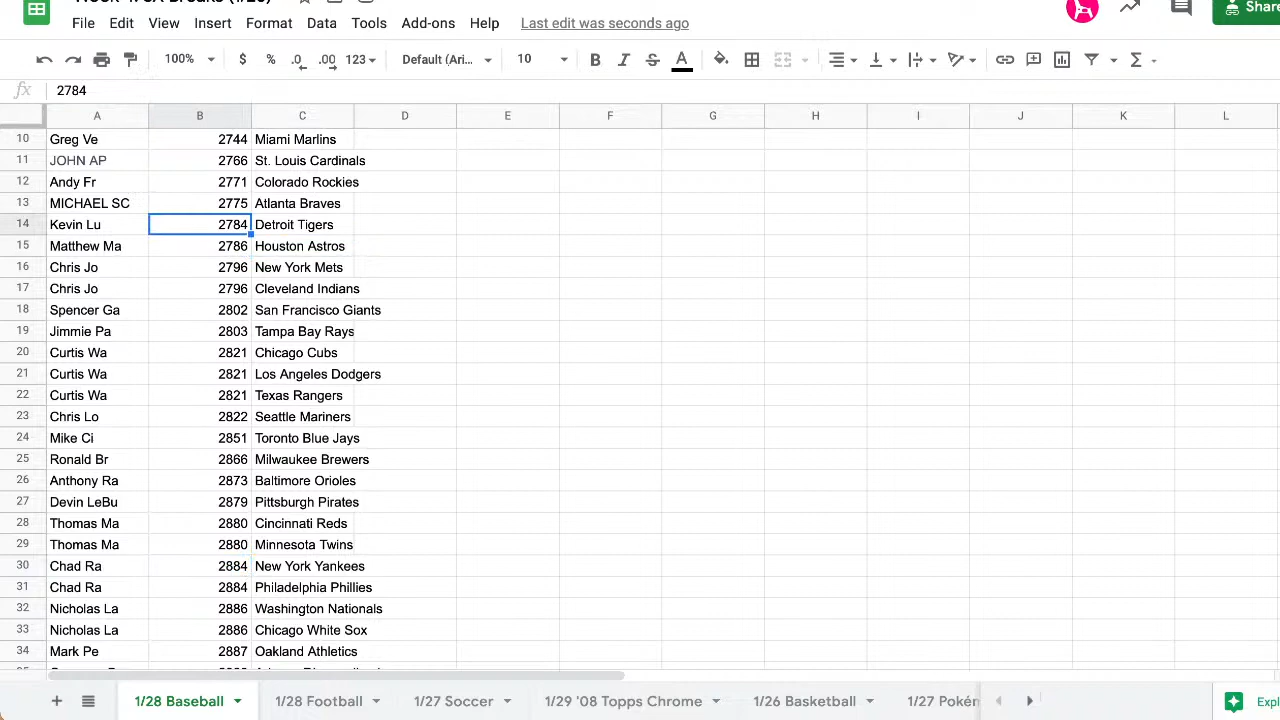 File Edit View Insert Format Data Tools Add-ons Help Last edit was seconds ago Share
100% $ % .0 .00 123 Default (Ari... 10 B I A
fx 2784
A B C D E F G H I J K L
10 Greg Ve 2744 Miami Marlins
11 JOHN AP 2766 St. Louis Cardinals
12 Andy Fr 2771 Colorado Rockies
13 MICHAEL SC 2775 Atlanta Braves
14 Kevin Lu 2784 Detroit Tigers
15 Matthew Ma 2786 Houston Astros
16 Chris Jo 2796 New York Mets
17 Chris Jo 2796 Cleveland Indians
18 Spencer Ga 2802 San Francisco Giants
19 Jimmie Pa 2803 Tampa Bay Rays
20 Curtis Wa 2821 Chicago Cubs
21 Curtis Wa 2821 Los Angeles Dodgers
22 Curtis Wa 2821 Texas Rangers
23 Chris Lo 2822 Seattle Mariners
24 Mike Ci 2851 Toronto Blue Jays
25 Ronald Br 2866 Milwaukee Brewers
26 Anthony Ra 2873 Baltimore Orioles
27 Devin LeBu 2879 Pittsburgh Pirates
28 Thomas Ma 2880 Cincinnati Reds
29 Thomas Ma 2880 Minnesota Twins
30 Chad Ra 2884 New York Yankees
31 Chad Ra 2884 Philadelphia Phillies
32 Nicholas La 2886 Washington Nationals
33 Nicholas La 2886 Chicago White Sox
34 Mark Pe 2887 Oakland Athletics
1/28 Baseball 1/28 Football 1/27 Soccer 1/29 '08 Topps Chrome 1/26 Basketball 1/27 Pokén Expl